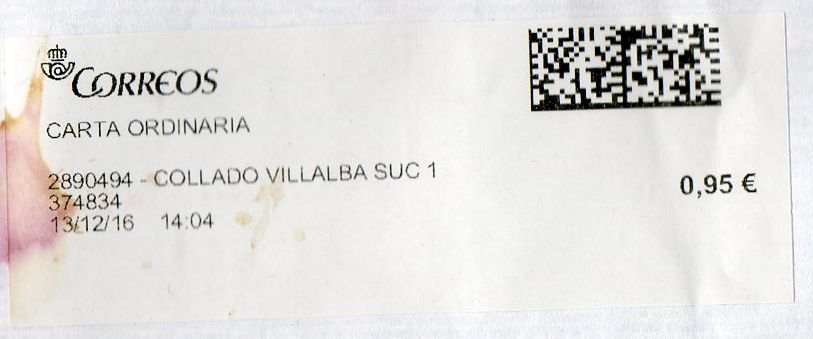 CORREOS
CARTA ORDINARIA
2890494 - COLLADO VILLALBA SUC 1
374834
13/12/16 14:04
0,95 €